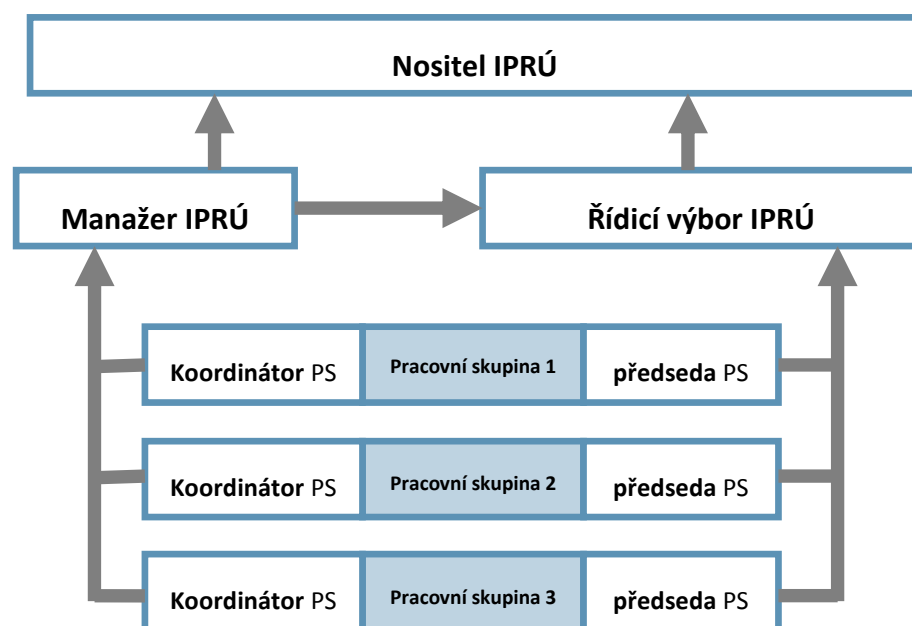 Nositel IPRÚ
Manažer IPRÚ
Řídicí výbor IPRÚ
Koordinátor PS
Pracovní skupina 1
předseda PS
Koordinátor PS
Pracovní skupina 2
předseda PS
Koordinátor PS
Pracovní skupina 3
předseda PS